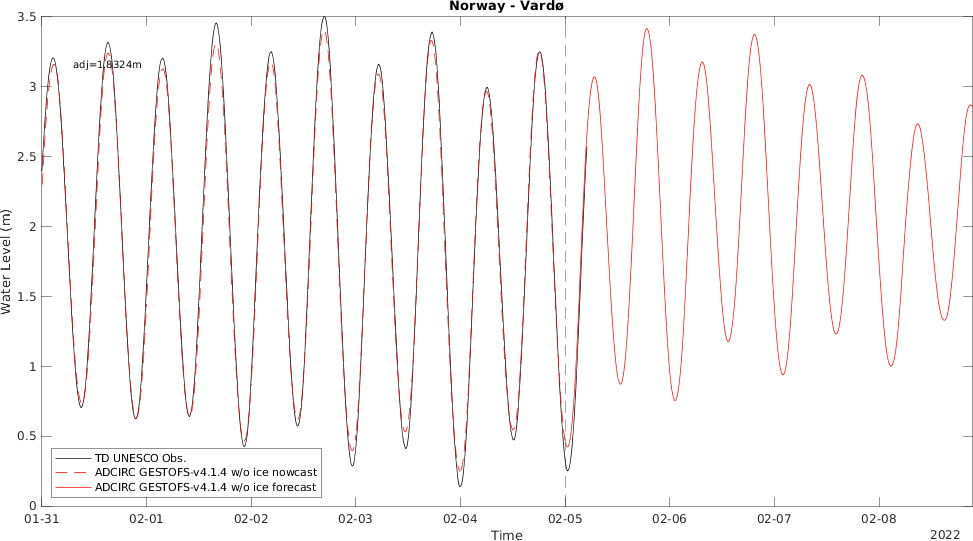 Norway - Vardø
3.5
adj=1.8324m
3
2.5
2
1.5
1
0.5
0
Water Level (m)
TD UNESCO Obs.
ADCIRC GESTOFS-v4.1.4 w/o ice nowcast
ADCIRC GESTOFS-v4.1.4 w/o ice forecast
01-31 02-01 02-02 02-03 02-04 02-05 02-06 02-07 02-08
Time
2022